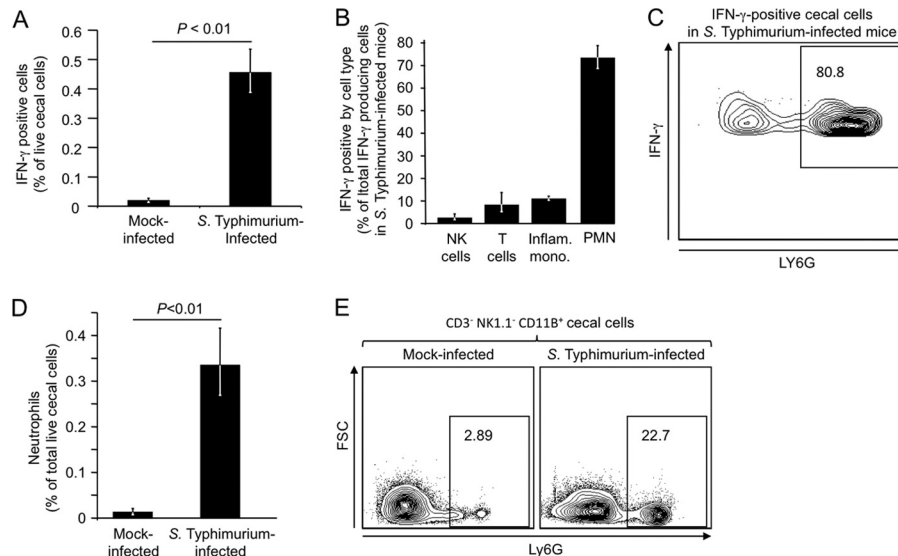 A
P < 0.01
IFN-γ positive cells
(% of live cecal cells)
0.6
0.5
0.4
0.3
0.2
0.1
0
Mock-
infected
S. Typhimurium-
Infected
B
IFN-γ positive by cell type
(% of Itotal IFN-γ producing cells
in S. Typhimurium-infected mice)
80
70
60
50
40
30
20
10
0
NK
cells
T
cells
Inflam.
mono.
PMN
C
IFN-γ-positive cecal cells
in S. Typhimurium-infected mice
80.8
IFN-γ
LY6G
D
P<0.01
Neutrophils
(% of total live cecal cells)
0.4
0.3
0.2
0.1
0
Mock-
infected
S. Typhimurium-
infected
E
CD3⁻ NK1.1⁻ CD11B⁺ cecal cells
Mock-infected
S. Typhimurium-infected
FSC
2.89
22.7
Ly6G